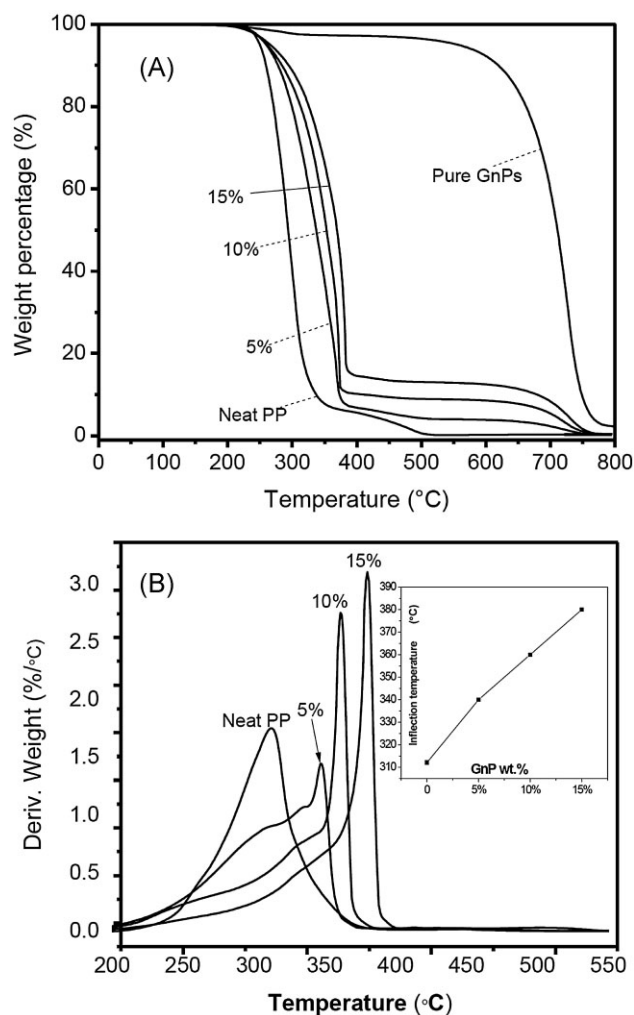 100
80
60
40
20
0
Weight percentage (%)
(A)
Pure GnPs
15%
10%
5%
Neat PP
0 100 200 300 400 500 600 700 800
Temperature (°C)
3.0
2.5
2.0
1.5
1.0
0.5
0.0
Deriv. Weight (%/°C)
(B)
Neat PP
5%
10%
15%
390
380
370
360
350
340
330
320
310
Inflection temperature (°C)
0 5% 10% 15%
GnP wt.%
200 250 300 350 400 450 500 550
Temperature (°C)